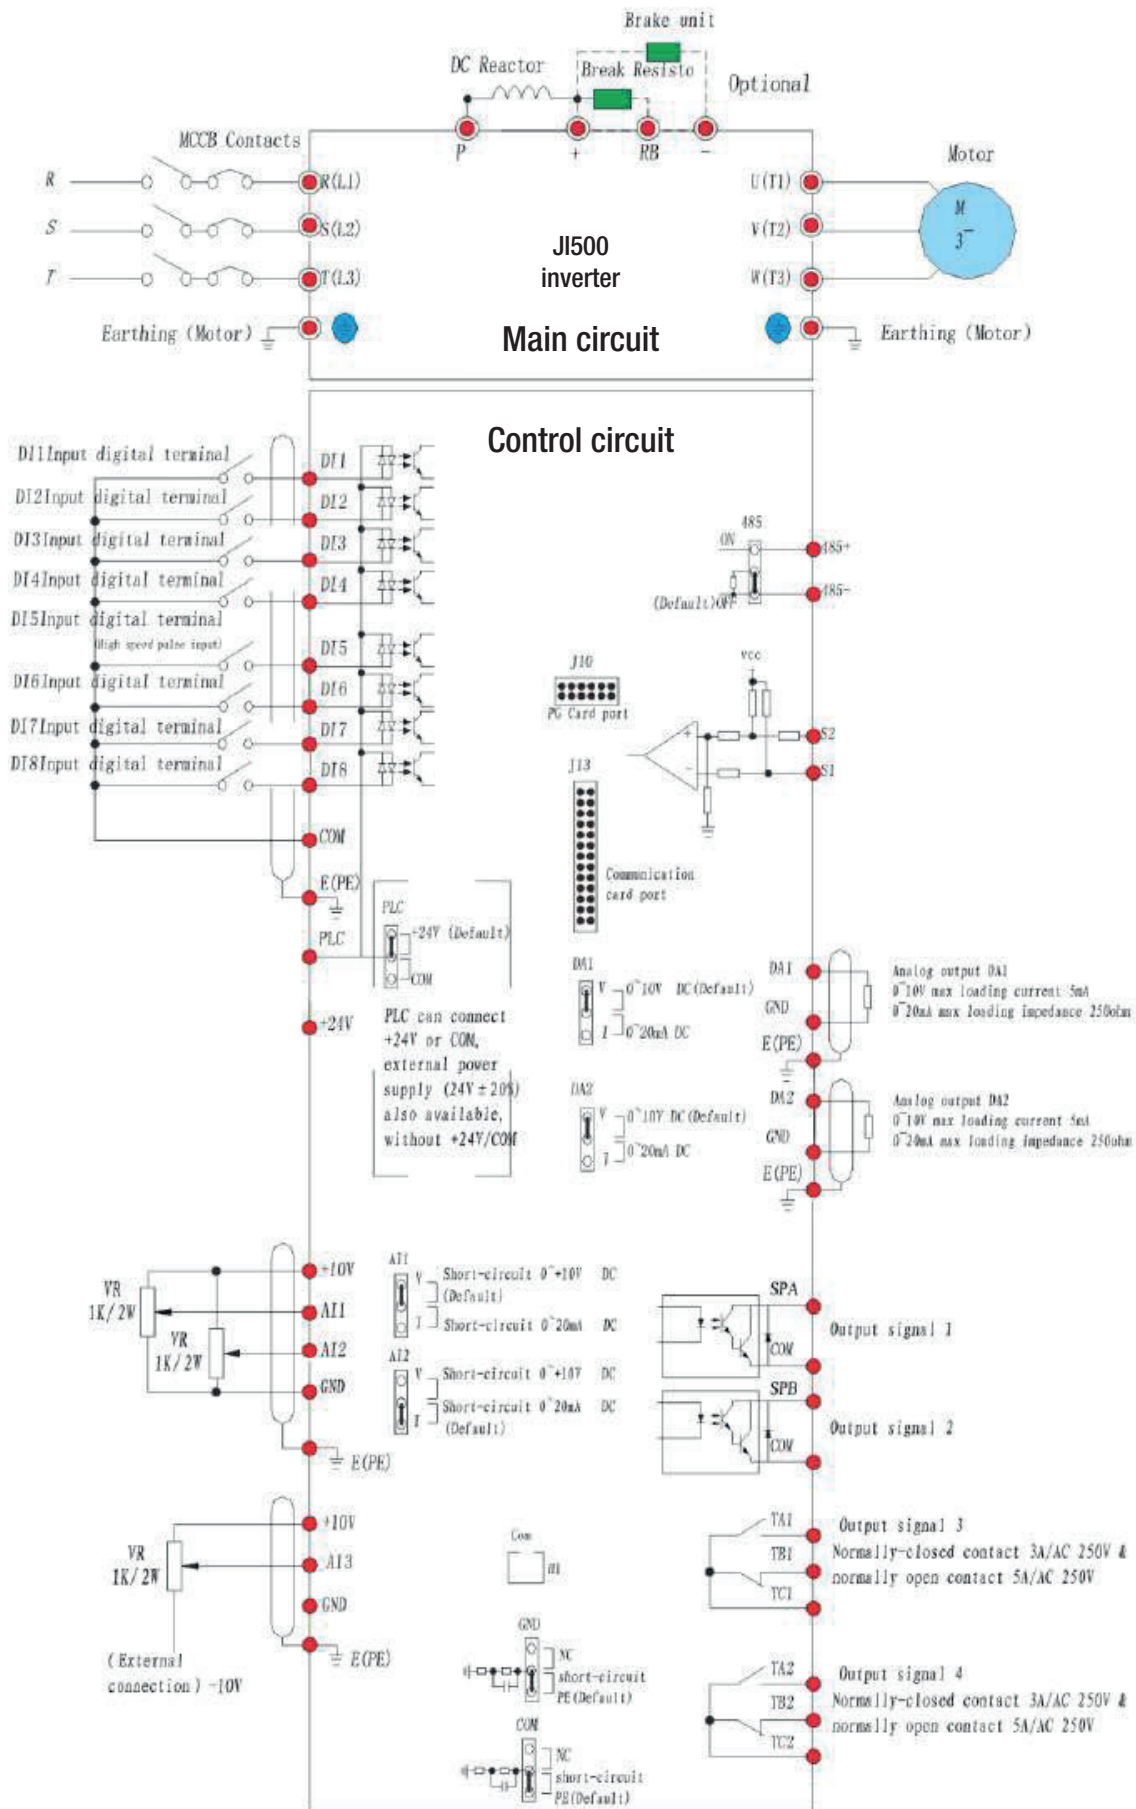 Brake unit
DC Reactor
Break Resisto
Optional
P
+
RB
-
MCCB Contacts
Motor
R
R(L1)
U(T1)
M
3~
S
S(L2)
V(T2)
JI500
inverter
T
T(L3)
W(T3)
Earthing (Motor)
Main circuit
Earthing (Motor)
Control circuit
DI1Input digital terminal
DI1
DI2Input digital terminal
DI2
DI3Input digital terminal
DI3
DI4Input digital terminal
DI4
DI5Input digital terminal
(High speed pulse input)
DI5
DI6Input digital terminal
DI6
DI7Input digital terminal
DI7
DI8Input digital terminal
DI8
COM
E(PE)
PLC
+24V
485
ON
485+
(Default)OFF
485-
J10
PG Card port
vcc
+
-
S2
S1
J13
Communication
card port
PLC
+24V (Default)
COM
PLC can connect
+24V or COM,
external power
supply (24V±20%)
also available,
without +24V/COM
DA1
V
0~10V DC(Default)
I
0~20mA DC
DA1
GND
E(PE)
Analog output DA1
0~10V max loading current 5mA
0~20mA max loading impedance 250ohm
DA2
V
0~10V DC(Default)
I
0~20mA DC
DA2
GND
E(PE)
Analog output DA2
0~10V max loading current 5mA
0~20mA max loading impedance 250ohm
VR
1K/2W
VR
1K/2W
+10V
AI1
AI2
GND
E(PE)
AI1
V
Short-circuit 0~+10V DC
(Default)
I
Short-circuit 0~20mA DC
AI2
V
Short-circuit 0~+10V DC
I
Short-circuit 0~20mA DC
(Default)
SPA
COM
Output signal 1
SPB
COM
Output signal 2
VR
1K/2W
+10V
AI3
GND
E(PE)
(External
connection) -10V
Com
GND
NC
short-circuit
PE(Default)
COM
NC
short-circuit
PE(Default)
TA1
TB1
TC1
Output signal 3
Normally-closed contact 3A/AC 250V &
normally open contact 5A/AC 250V
TA2
TB2
TC2
Output signal 4
Normally-closed contact 3A/AC 250V &
normally open contact 5A/AC 250V